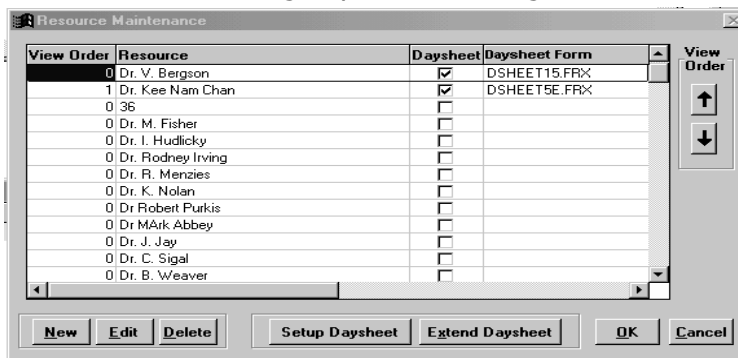 Resource Maintenance
View Order Resource Daysheet Daysheet Form
0 Dr. V. Bergson DSHEET15.FRX
1 Dr. Kee Nam Chan DSHEET5E.FRX
0 36
0 Dr. M. Fisher
0 Dr. I. Hudlicky
0 Dr. Rodney Irving
0 Dr. R. Menzies
0 Dr. K. Nolan
0 Dr Robert Purkis
0 Dr MArk Abbey
0 Dr. J. Jay
0 Dr. C. Sigal
0 Dr. B. Weaver
View
Order
New Edit Delete Setup Daysheet Extend Daysheet OK Cancel